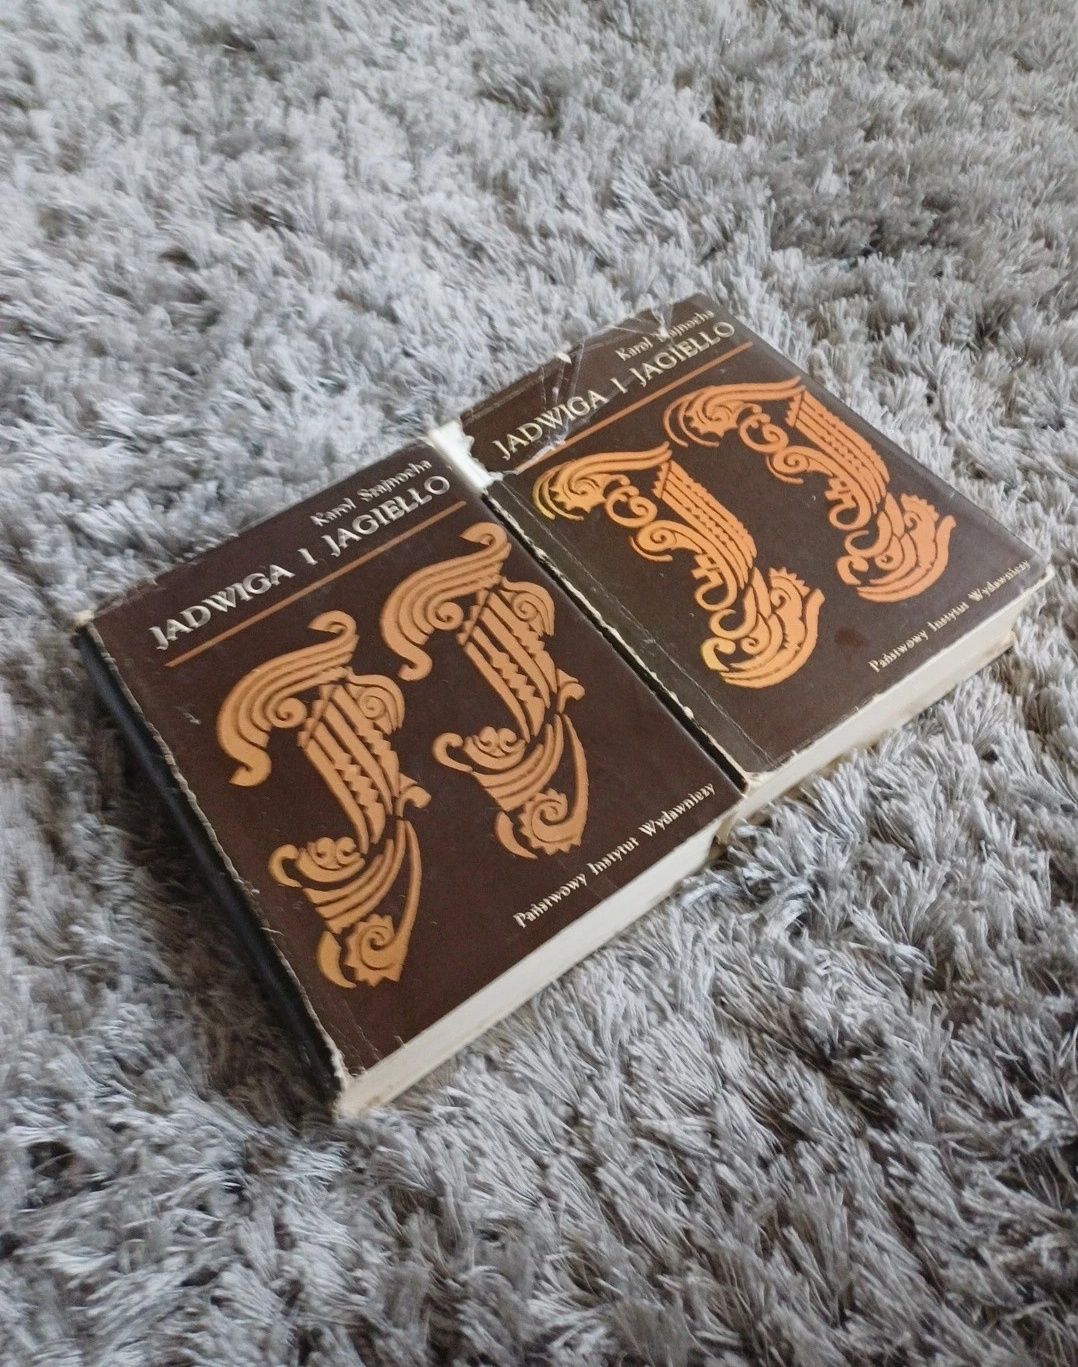 Karol Szajnocha
JADWIGA I JAGIEŁŁO
Państwowy Instytut Wydawniczy
Karol Szajnocha
JADWIGA I JAGIEŁŁO
Państwowy Instytut Wydawniczy